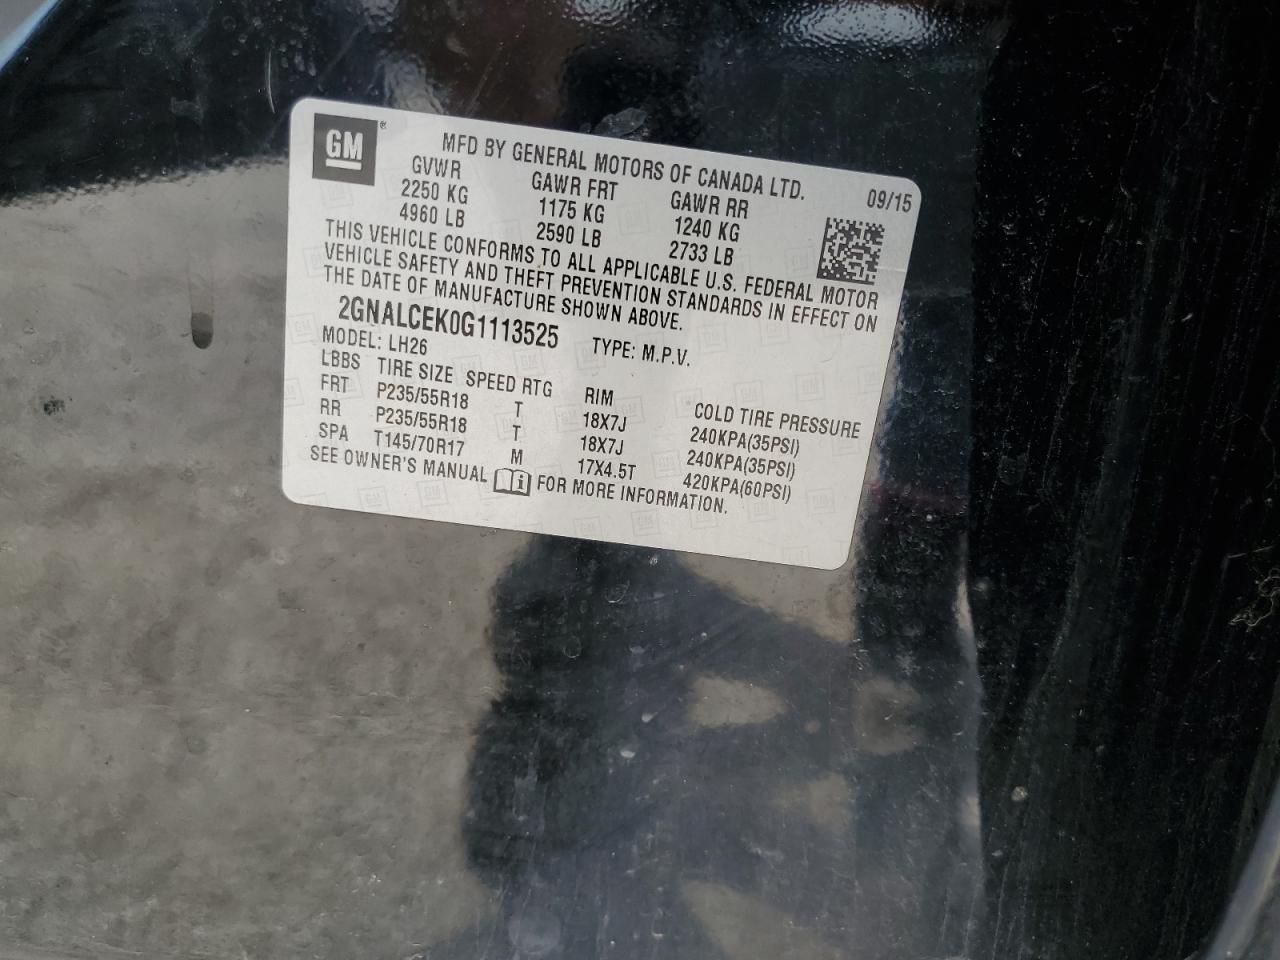 GM®
MFD BY GENERAL MOTORS OF CANADA LTD.
09/15
GVWR GAWR FRT GAWR RR
2250 KG 1175 KG 1240 KG
4960 LB 2590 LB 2733 LB
THIS VEHICLE CONFORMS TO ALL APPLICABLE U.S. FEDERAL MOTOR
VEHICLE SAFETY AND THEFT PREVENTION STANDARDS IN EFFECT ON
THE DATE OF MANUFACTURE SHOWN ABOVE.
2GNALCEK0G1113525 TYPE: M.P.V.
MODEL: LH26
LBBS TIRE SIZE SPEED RTG RIM COLD TIRE PRESSURE
FRT P235/55R18 T 18X7J 240KPA(35PSI)
RR P235/55R18 T 18X7J 240KPA(35PSI)
SPA T145/70R17 M 17X4.5T 420KPA(60PSI)
SEE OWNER'S MANUAL i FOR MORE INFORMATION.